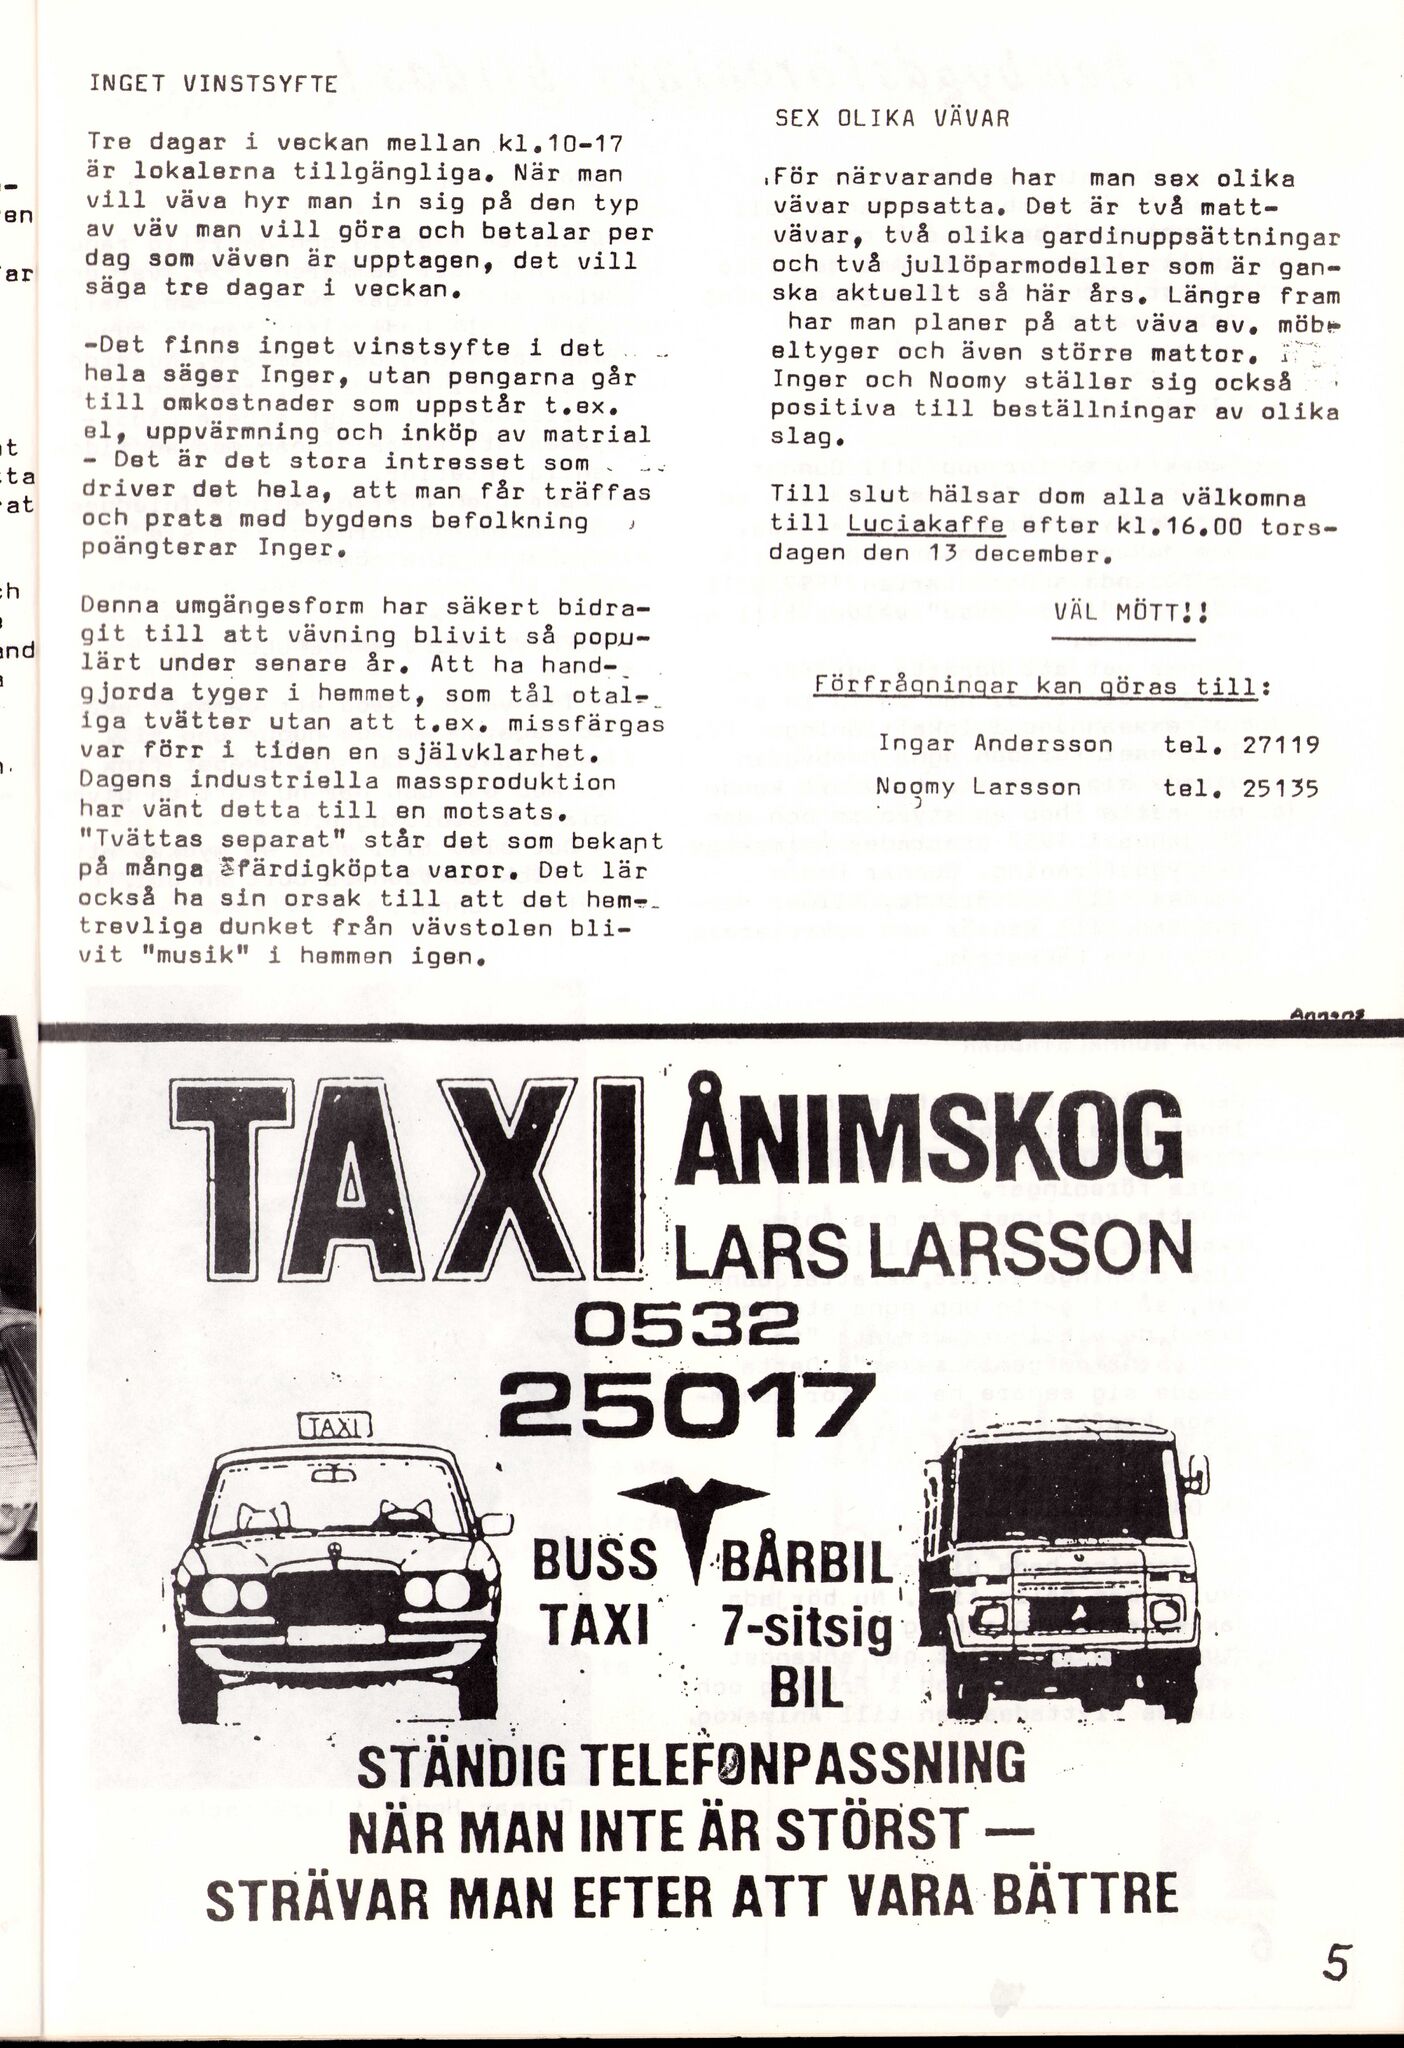 INGET VINSTSYFTE
Tre dagar i veckan mellan kl.10-17
är lokalerna tillgängliga. När man
vill väva hyr man in sig på den typ
av väv man vill göra och betalar per
dag som väven är upptagen, det vill
säga tre dagar i veckan.
-Det finns inget vinstsyfte i det
hela säger Inger, utan pengarna går
till omkostnader som uppstår t.ex.
el, uppvärmning och inköp av matrial
- Det är det stora intresset som
driver det hela, att man får träffas
och prata med bygdens befolkning
poängterar Inger.
Denna umgängesform har säkert bidra-
git till att vävning blivit så popu-
lärt under senare år. Att ha hand-
gjorda tyger i hemmet, som tål otal-
iga tvätter utan att t.ex. missfärgas
var förr i tiden en självklarhet.
Dagens industriella massproduktion
har vänt detta till en motsats.
"Tvättas separat" står det som bekant
på många färdigköpta varor. Det lär
också ha sin orsak till att det hem-
trevliga dunket från vävstolen bli-
vit "musik" i hemmen igen.
SEX OLIKA VÄVAR
För närvarande har man sex olika
vävar uppsatta. Det är två matt-
vävar, två olika gardinuppsättningar
och två jullöparmodeller som är gan-
ska aktuellt så här års. Längre fram
har man planer på att väva ev. möb-
eltyger och även större mattor.
Inger och Noomy ställer sig också
positiva till beställningar av olika
slag.
Till slut hälsar dom alla välkomna
till Luciakaffe efter kl.16.00 tors-
dagen den 13 december.
VÄL MÖTT!!
Förfrågningar kan göras till:
Ingar Andersson tel. 27119
Noomy Larsson tel. 25135
Annons
TAXI ÅNIMSKOG
LARS LARSSON
0532
25017
TAXI
BUSS BÅRBIL
TAXI 7-sitsig
BIL
STÄNDIG TELEFONPASSNING
NÄR MAN INTE ÄR STÖRST —
STRÄVAR MAN EFTER ATT VARA BÄTTRE
5